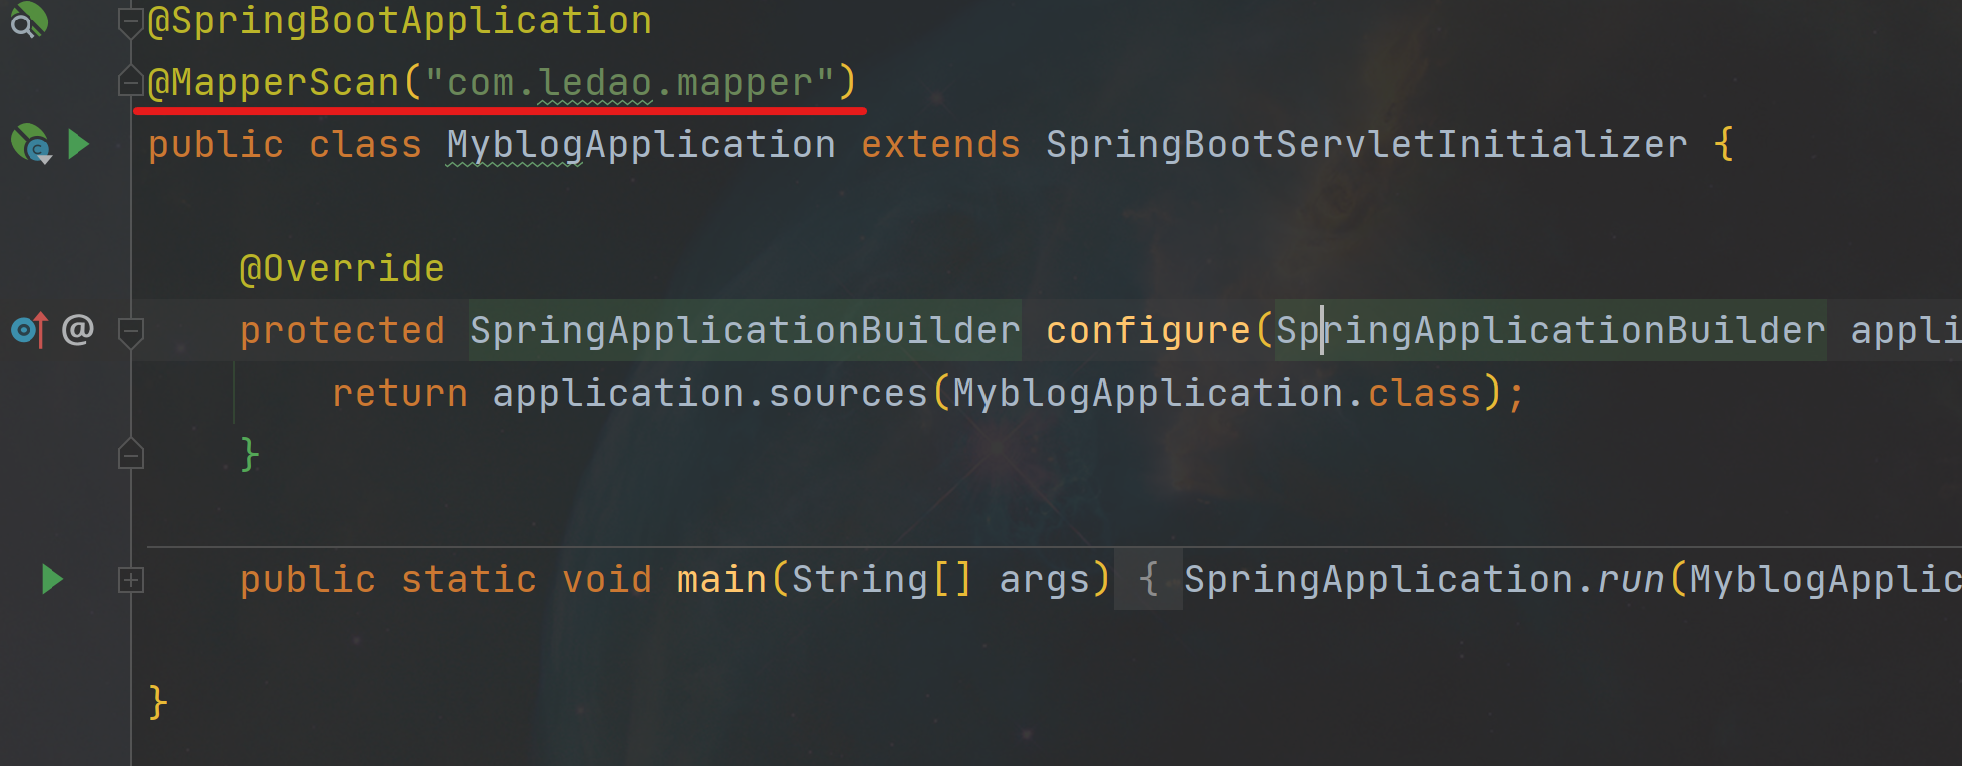 @SpringBootApplication
@MapperScan("com.ledao.mapper")
public class MyblogApplication extends SpringBootServletInitializer {
@Override
protected SpringApplicationBuilder configure(SpringApplicationBuilder appli
return application.sources(MyblogApplication.class);
}
public static void main(String[] args) { SpringApplication.run(MyblogApplic
}